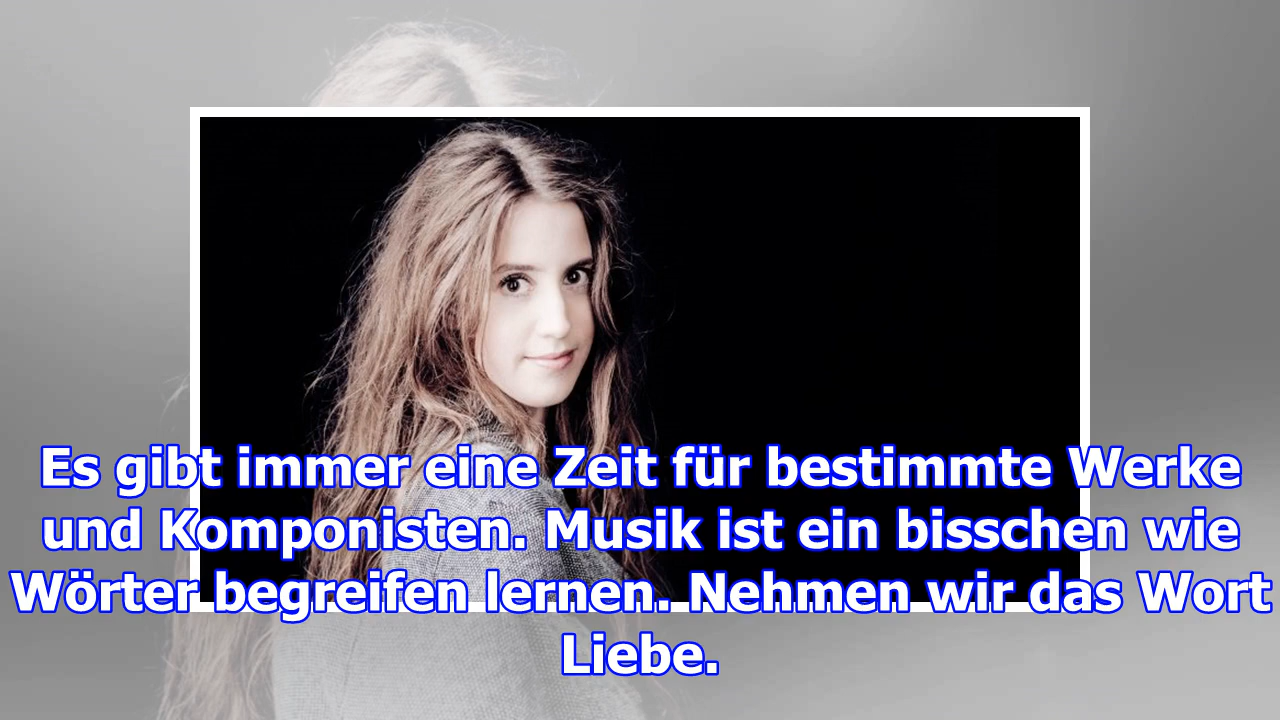 Es gibt immer eine Zeit für bestimmte Werke
und Komponisten. Musik ist ein bisschen wie
Wörter begreifen lernen. Nehmen wir das Wort
Liebe.